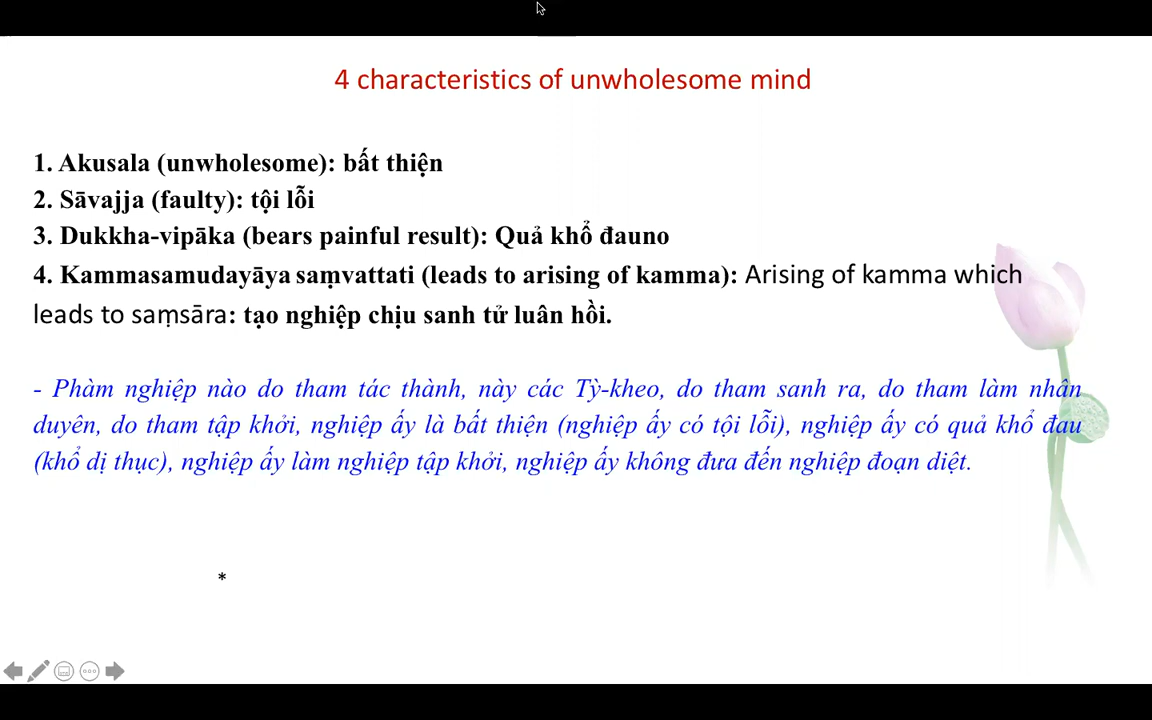 4 characteristics of unwholesome mind
1. Akusala (unwholesome): bất thiện
2. Sāvajja (faulty): tội lỗi
3. Dukkha-vipāka (bears painful result): Quả khổ đauno
4. Kammasamudayāya saṃvattati (leads to arising of kamma): Arising of kamma which
leads to saṃsāra: tạo nghiệp chịu sanh tử luân hồi.
- Phàm nghiệp nào do tham tác thành, này các Tỳ-kheo, do tham sanh ra, do tham làm nhân
duyên, do tham tập khởi, nghiệp ấy là bất thiện (nghiệp ấy có tội lỗi), nghiệp ấy có quả khổ đau
(khổ dị thục), nghiệp ấy làm nghiệp tập khởi, nghiệp ấy không đưa đến nghiệp đoạn diệt.
*